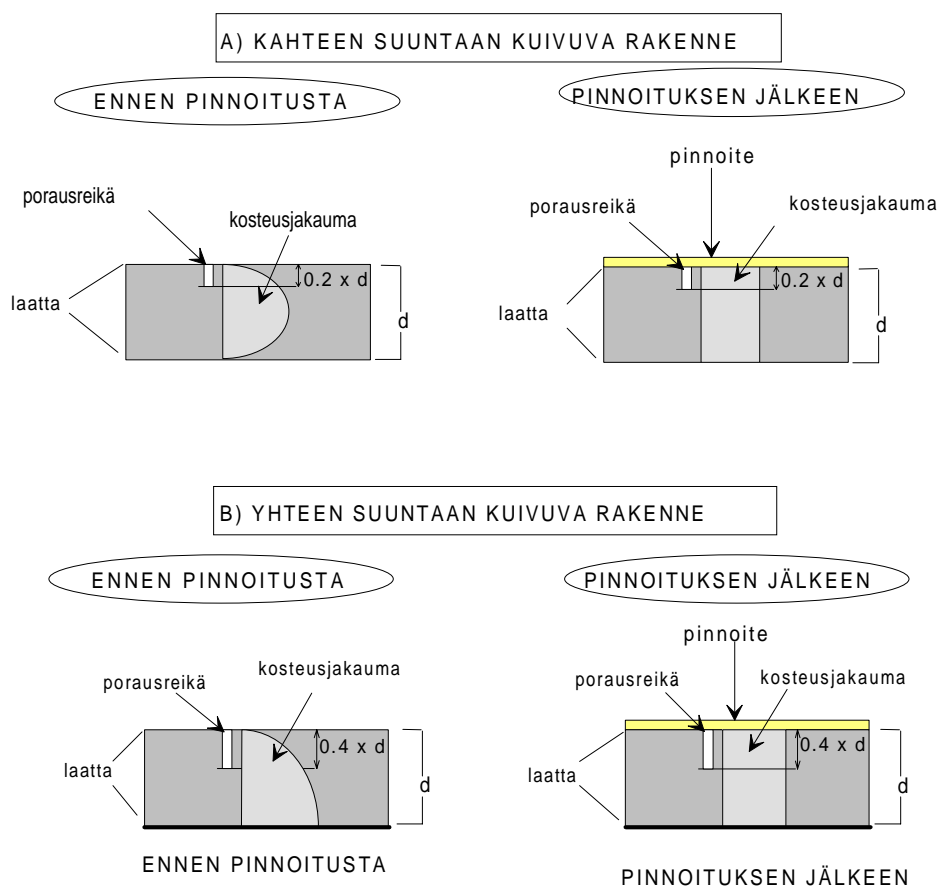 A) KAHTEEN SUUNTAAN KUIVUVA RAKENNE
ENNEN PINNOITUSTA
PINNOITUKSEN JÄLKEEN
pinnoite
porausreikä
kosteusjakauma
porausreikä
kosteusjakauma
0.2 x d
0.2 x d
laatta
d
laatta
d
B) YHTEEN SUUNTAAN KUIVUVA RAKENNE
ENNEN PINNOITUSTA
PINNOITUKSEN JÄLKEEN
pinnoite
porausreikä
kosteusjakauma
porausreikä
kosteusjakauma
0.4 x d
0.4 x d
laatta
d
laatta
d
ENNEN PINNOITUSTA
PINNOITUKSEN JÄLKEEN